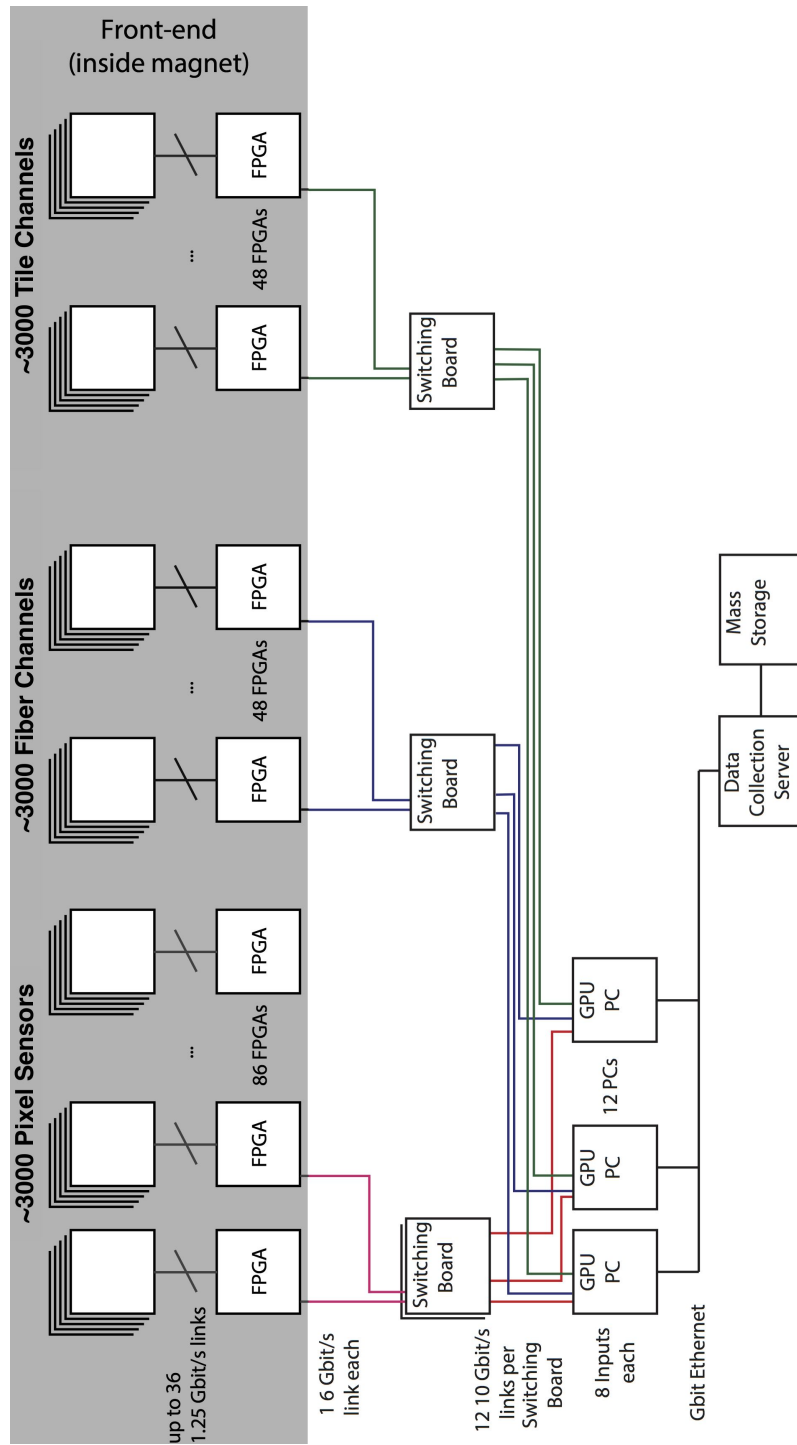 ~3000 Pixel Sensors
~3000 Fiber Channels
~3000 Tile Channels
Front-end
(inside magnet)
up to 36
1.25 Gbit/s links
...
...
...
FPGA
FPGA
86 FPGAs
FPGA
FPGA
48 FPGAs
FPGA
FPGA
48 FPGAs
FPGA
1 6 Gbit/s
link each
Switching
Board
Switching
Board
Switching
Board
12 10 Gbit/s
links per
Switching
Board
8 Inputs
each
GPU
PC
GPU
PC
12 PCs
GPU
PC
Gbit Ethernet
Data
Collection
Server
Mass
Storage